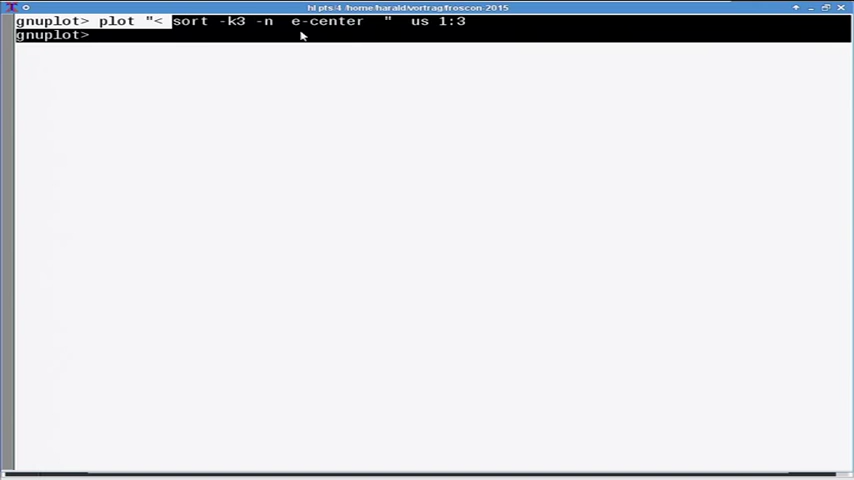 hl pts/4 /home/harald/vortrag/froscon-2015
gnuplot> plot "< sort -k3 -n  e-center  "  us 1:3
gnuplot>